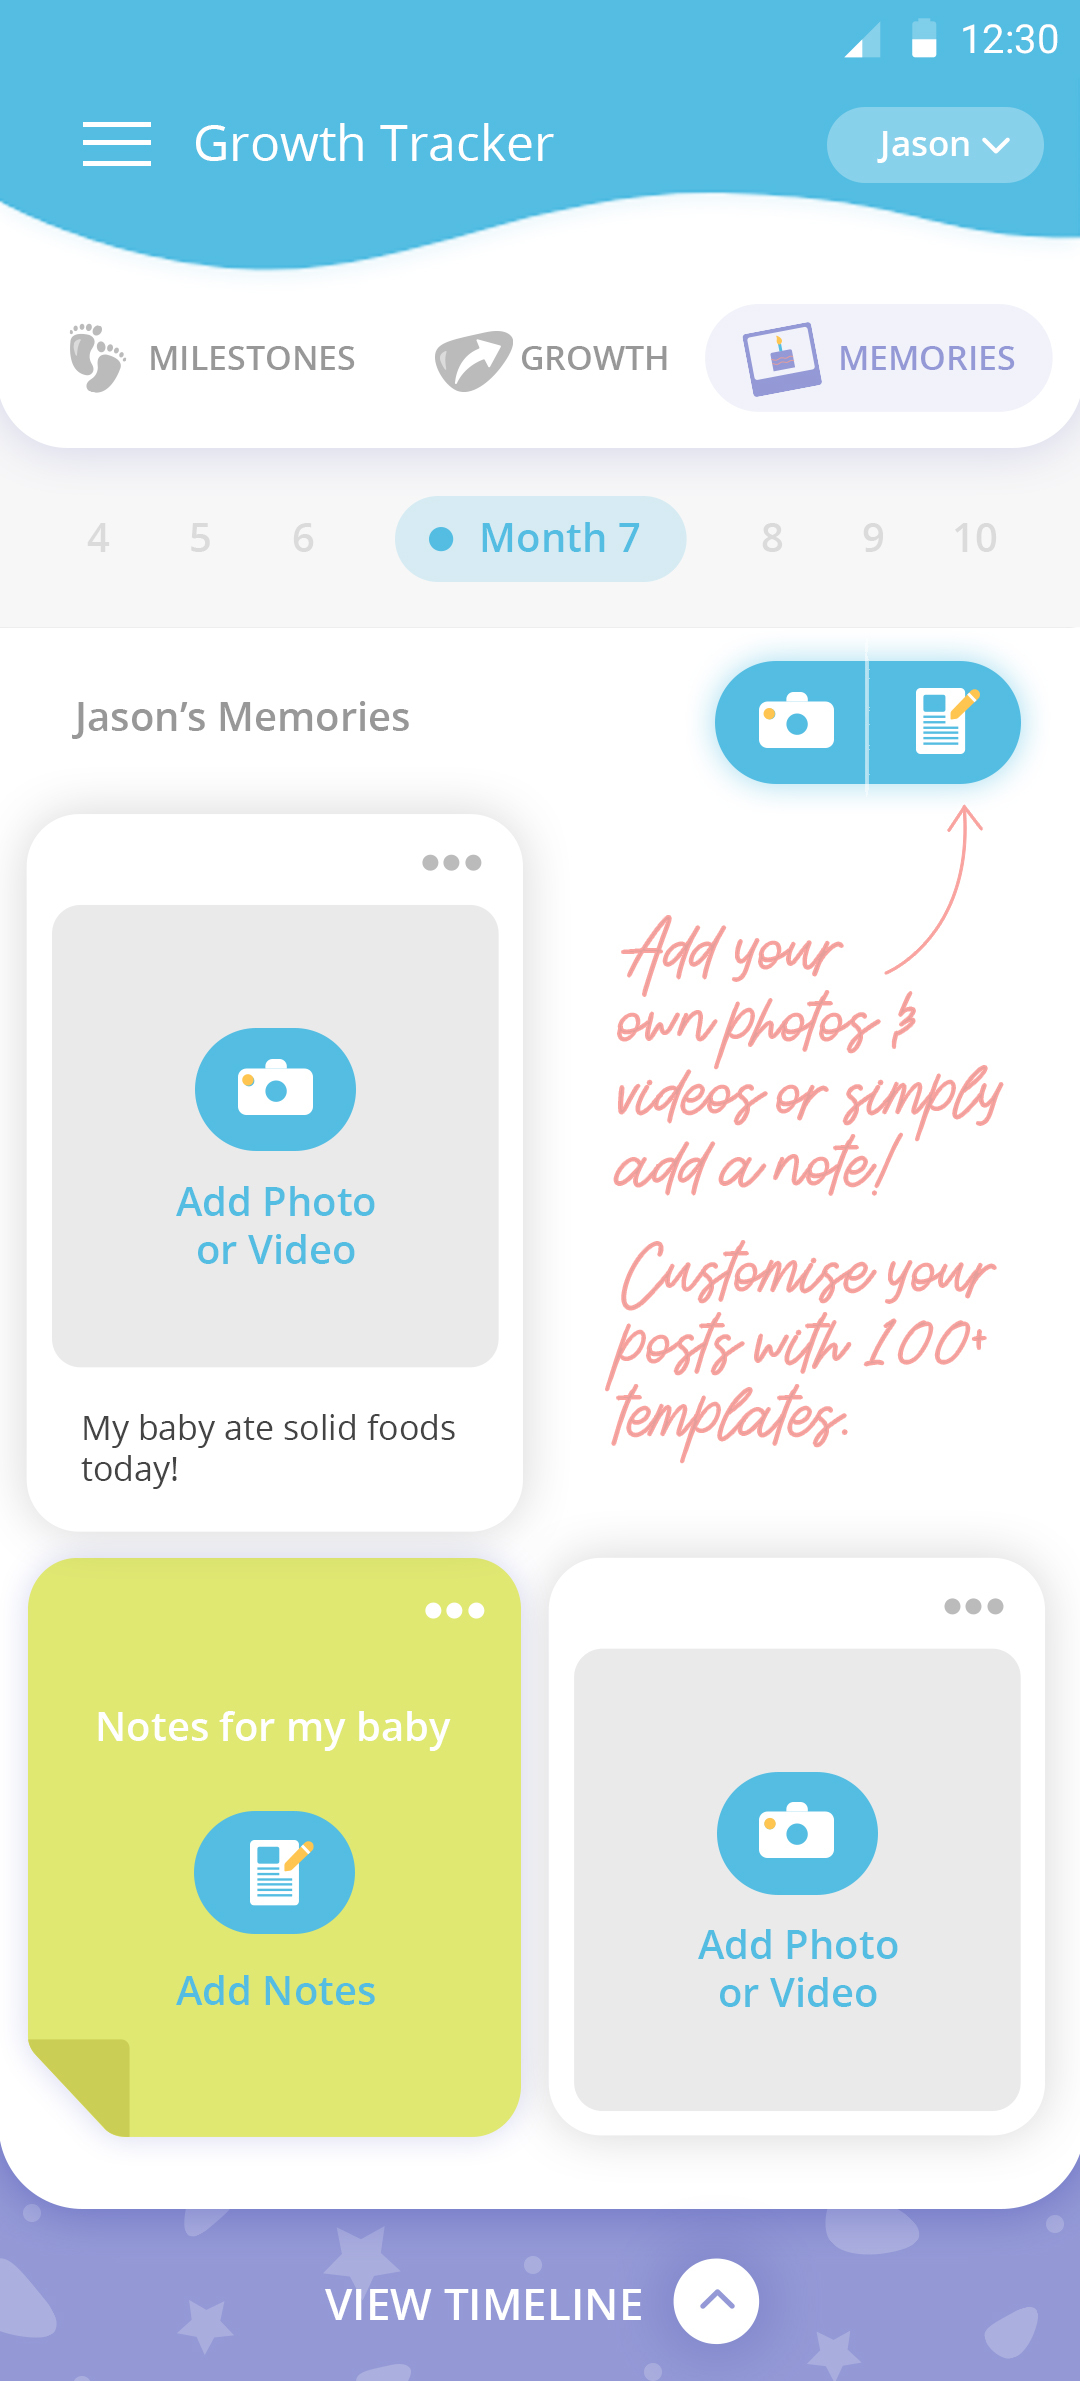 12:30
Growth Tracker
Jason
MILESTONES
GROWTH
MEMORIES
4 5 6 Month 7 8 9 10
Jason’s Memories
Add Photo
or Video
My baby ate solid foods
today!
Add your
own photos &
videos or simply
add a note!
Customise your
posts with 100+
templates.
Notes for my baby
Add Notes
Add Photo
or Video
VIEW TIMELINE